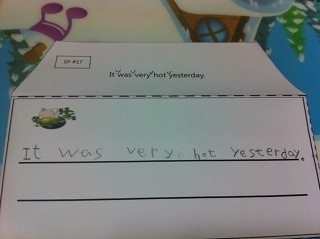 SP #17
It was very hot yesterday.
It was very hot yesterday.